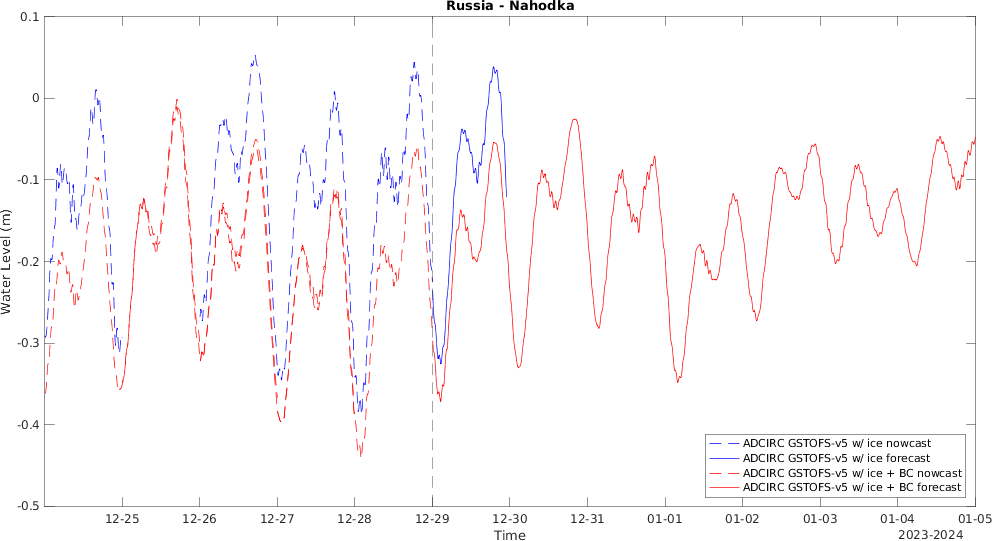 Russia - Nahodka
0.1
0
-0.1
-0.2
-0.3
-0.4
-0.5
Water Level (m)
ADCIRC GSTOFS-v5 w/ ice nowcast
ADCIRC GSTOFS-v5 w/ ice forecast
ADCIRC GSTOFS-v5 w/ ice + BC nowcast
ADCIRC GSTOFS-v5 w/ ice + BC forecast
12-25 12-26 12-27 12-28 12-29 12-30 12-31 01-01 01-02 01-03 01-04 01-05
Time
2023-2024